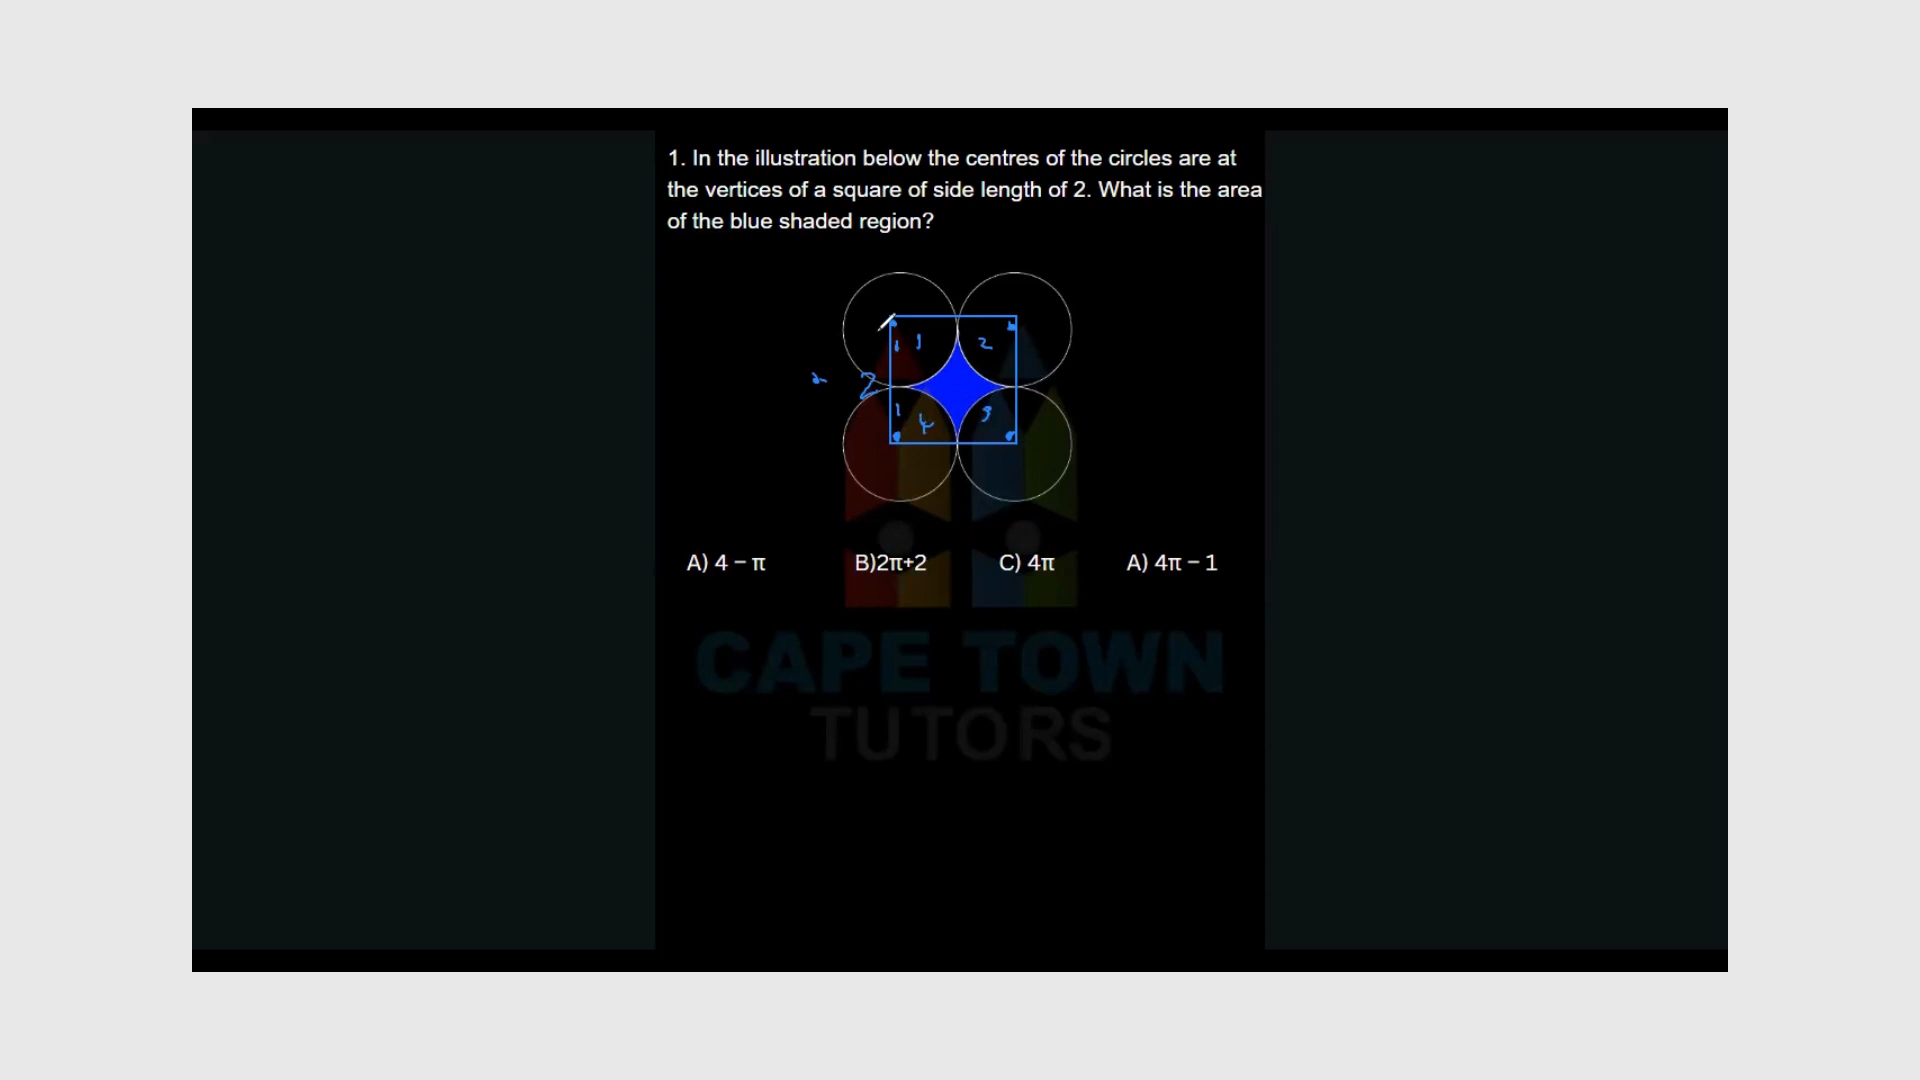 1. In the illustration below the centres of the circles are at
the vertices of a square of side length of 2. What is the area
of the blue shaded region?
1 1 2
2
1 4 3
A) 4 − π B)2π+2 C) 4π A) 4π − 1
CAPE TOWN
TUTORS